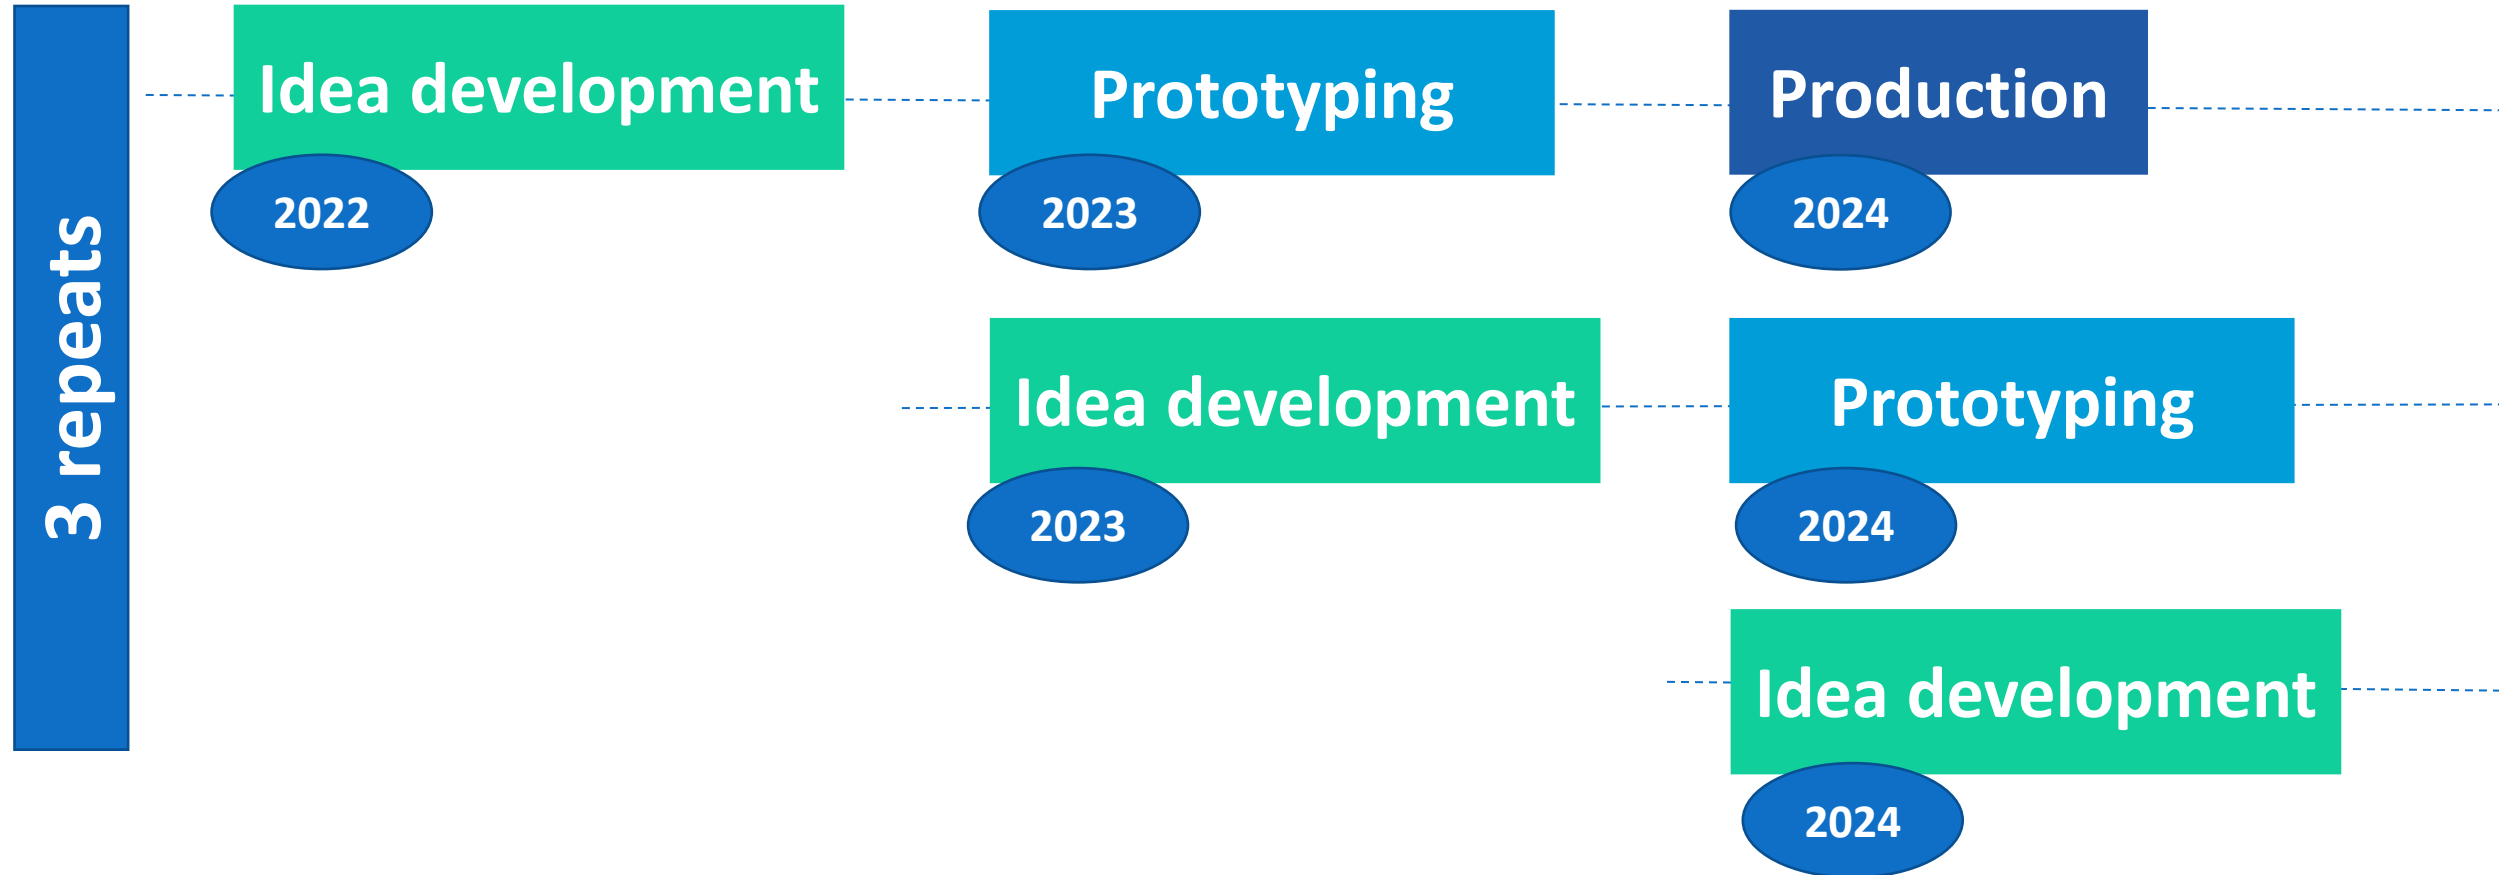 3 repeats
Idea development
Prototyping
Production
2022
2023
2024
Idea development
Prototyping
2023
2024
Idea development
2024